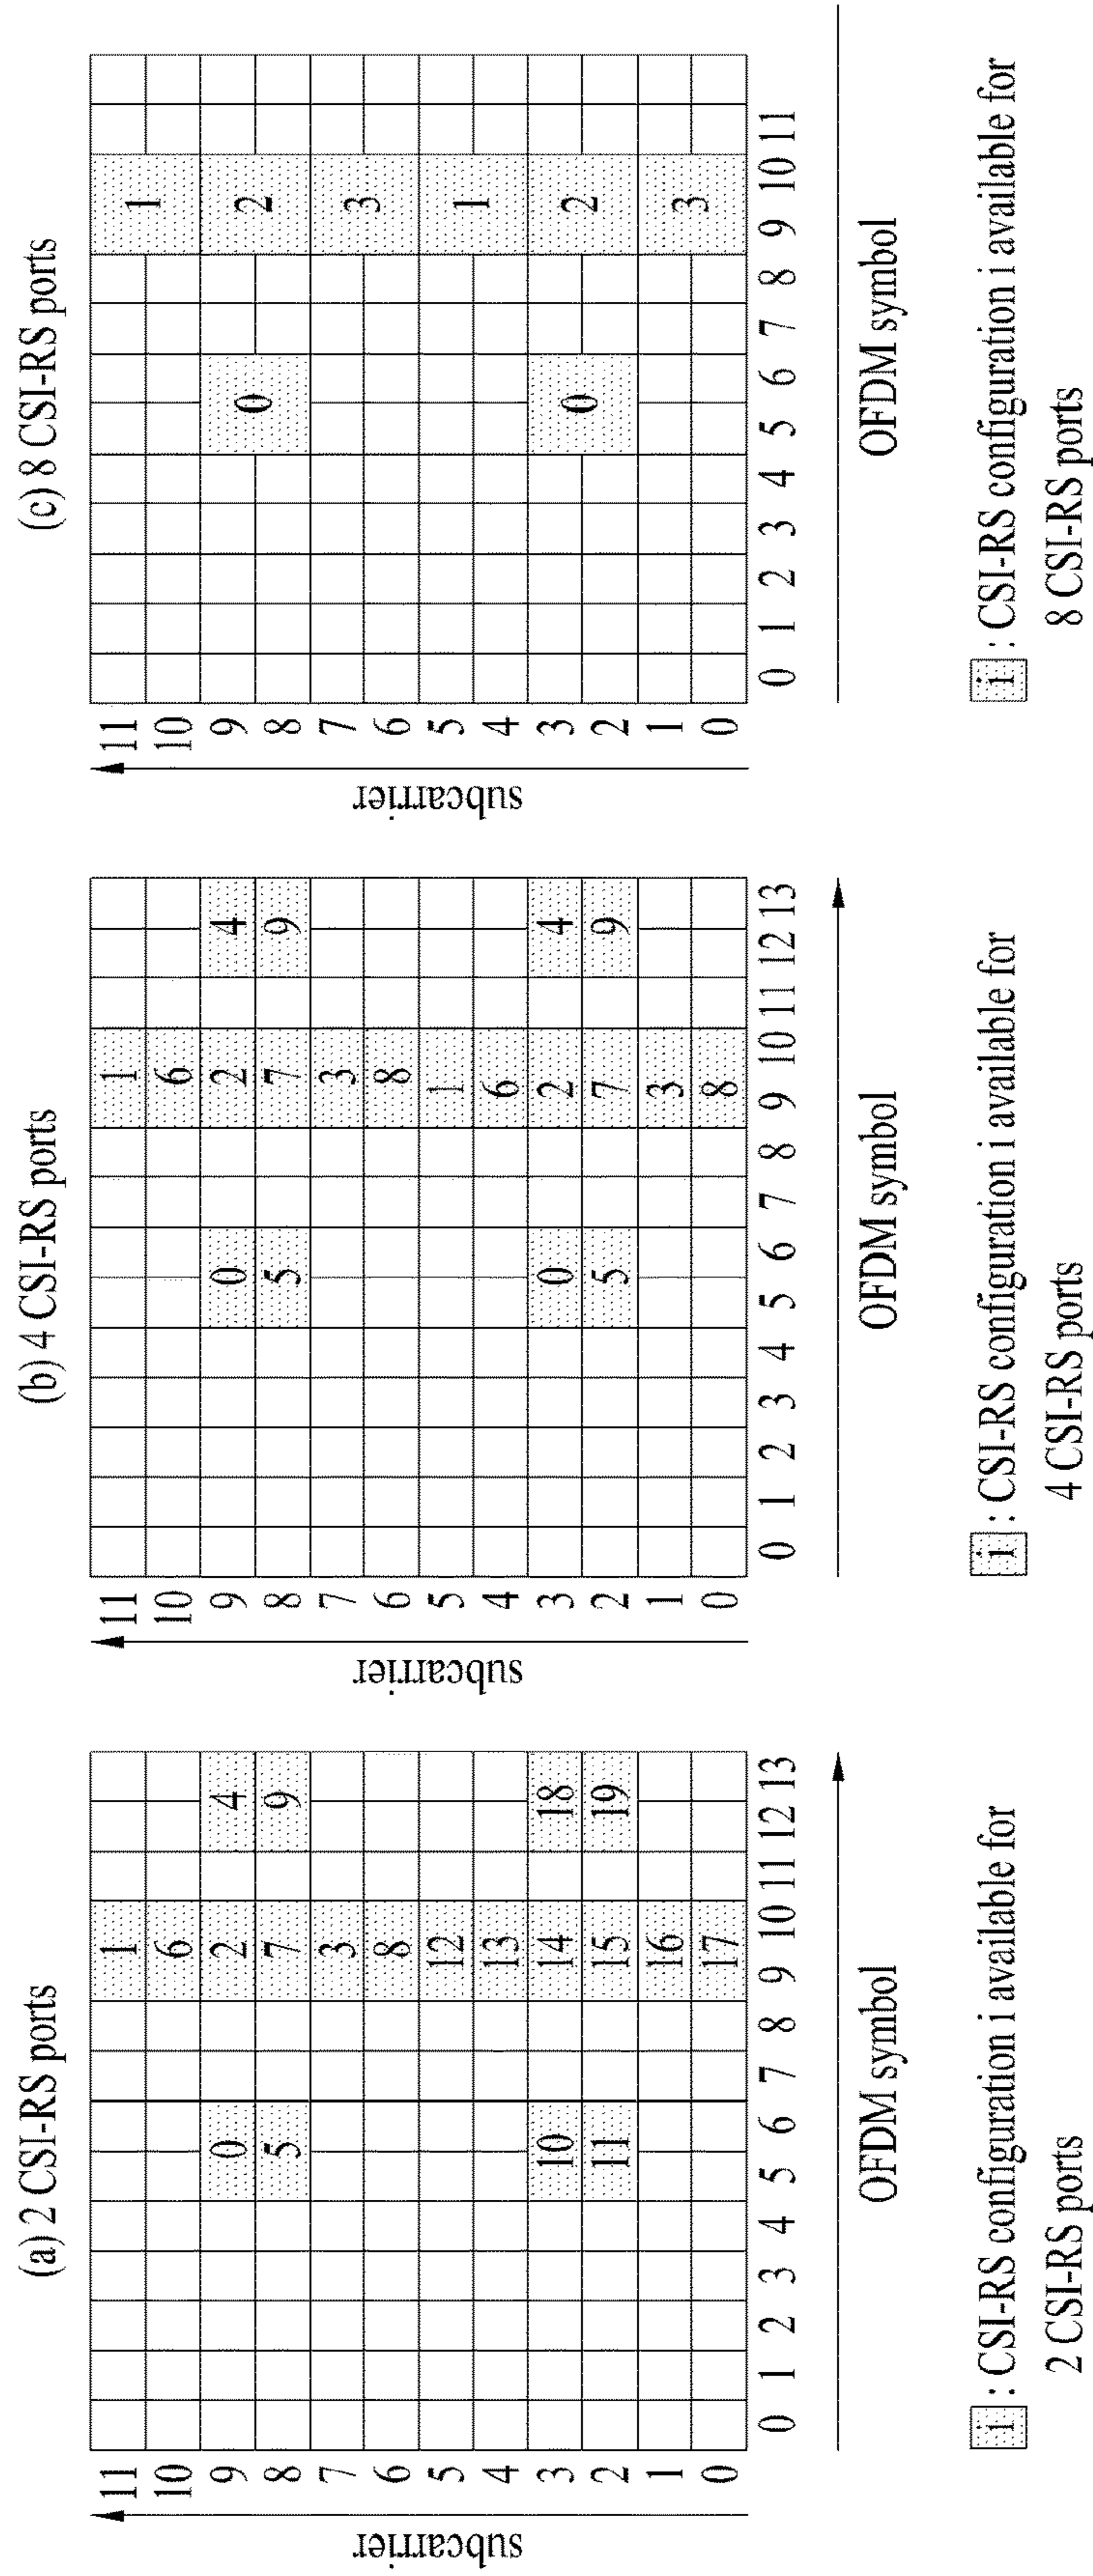 (a) 2 CSI-RS ports
subcarrier
11 1
10 6
9 0 2 4
8 5 7 9
7 3
6 8
5 12
4 13
3 10 14 18
2 11 15 19
1 16
0 17
0 1 2 3 4 5 6 7 8 9 10 11 12 13
OFDM symbol
i : CSI-RS configuration i available for
2 CSI-RS ports
(b) 4 CSI-RS ports
subcarrier
11 1
10 6
9 0 2 4
8 5 7 9
7 3
6 8
5 1
4 6
3 0 2 4
2 5 7 9
1 3
0 8
0 1 2 3 4 5 6 7 8 9 10 11 12 13
OFDM symbol
i : CSI-RS configuration i available for
4 CSI-RS ports
(c) 8 CSI-RS ports
subcarrier
11
10 1
9
8 0 2
7
6 3
5
4 1
3
2 0 2
1
0 3
0 1 2 3 4 5 6 7 8 9 10 11
OFDM symbol
i : CSI-RS configuration i available for
8 CSI-RS ports